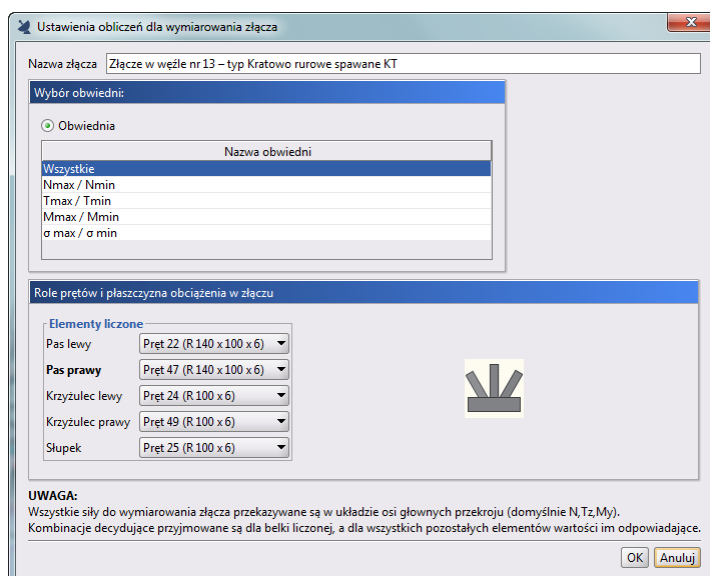 Ustawienia obliczeń dla wymiarowania złącza
Nazwa złącza Złącze w węźle nr 13 – typ Kratowo rurowe spawane KT
Wybór obwiedni:
Obwiednia
Nazwa obwiedni
Wszystkie
Nmax / Nmin
Tmax / Tmin
Mmax / Mmin
σ max / σ min
Role prętów i płaszczyzna obciążenia w złączu
Elementy liczone
Pas lewy Pręt 22 (R 140 x 100 x 6)
Pas prawy Pręt 47 (R 140 x 100 x 6)
Krzyżulec lewy Pręt 24 (R 100 x 6)
Krzyżulec prawy Pręt 49 (R 100 x 6)
Słupek Pręt 25 (R 100 x 6)
UWAGA:
Wszystkie siły do wymiarowania złącza przekazywane są w układzie osi głownych przekroju (domyślnie N,Tz,My).
Kombinacje decydujące przyjmowane są dla belki liczonej, a dla wszystkich pozostałych elementów wartości im odpowiadające.
OK Anuluj